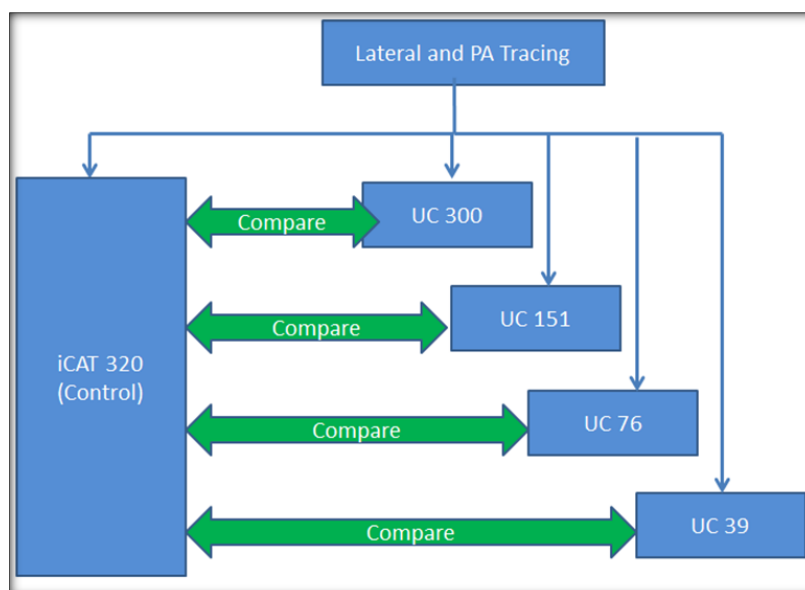 Lateral and PA Tracing
Compare
UC 300
Compare
UC 151
iCAT 320
(Control)
Compare
UC 76
Compare
UC 39